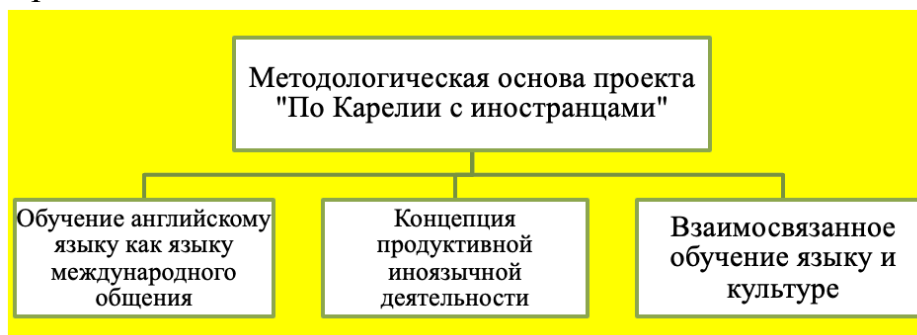 Методологическая основа проекта
"По Карелии с иностранцами"
Обучение английскому
языку как языку
международного
общения
Концепция
продуктивной
иноязычной
деятельности
Взаимосвязанное
обучение языку и
культуре